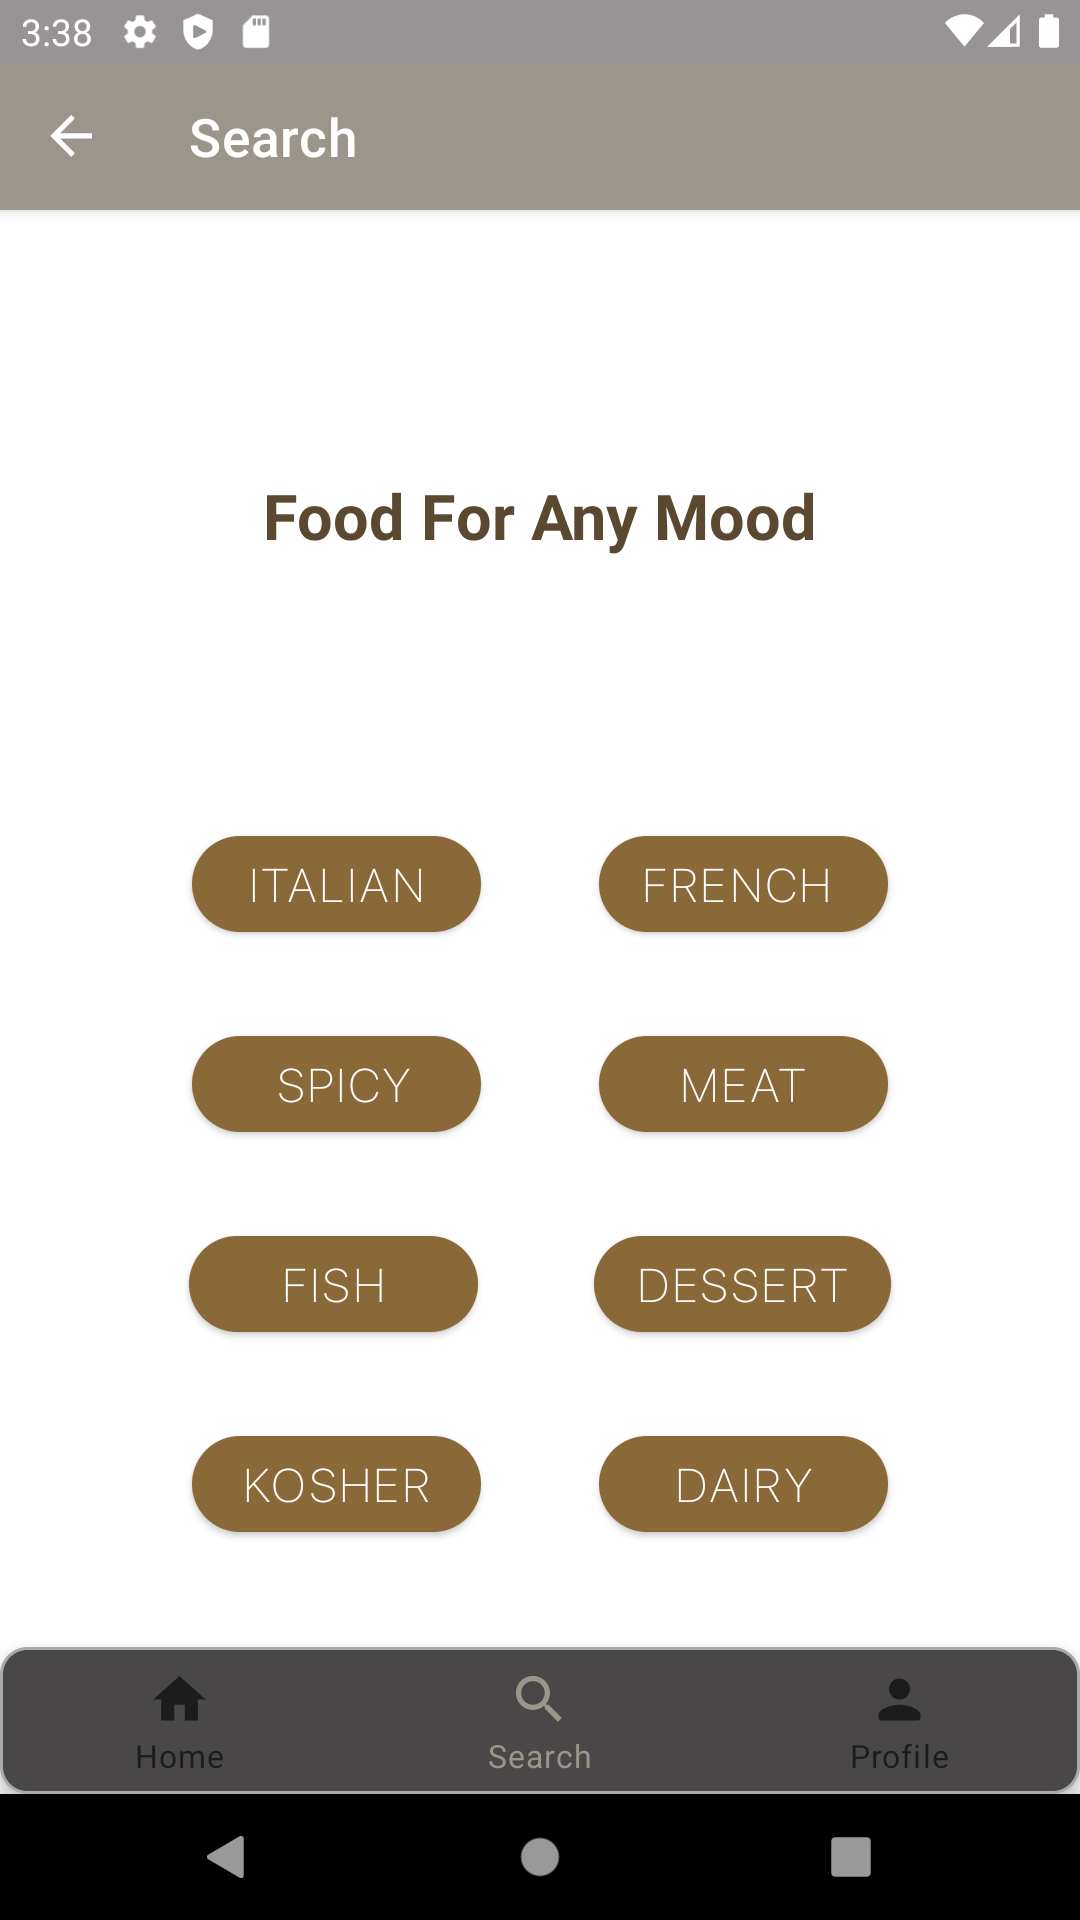 3:38
Search
Food For Any Mood
ITALIAN FRENCH
SPICY MEAT
FISH DESSERT
KOSHER DAIRY
Home Search Profile